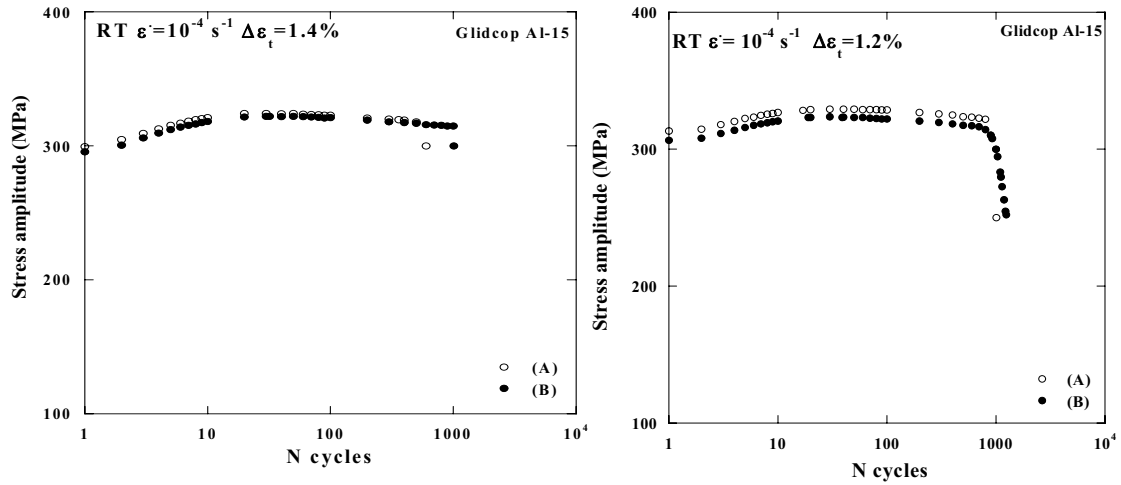 RT ε̇=10⁻⁴ s⁻¹ Δεₜ=1.4%
Glidcop Al-15
Stress amplitude (MPa)
400
300
200
100
(A)
(B)
1
10
100
1000
10⁴
N cycles
RT ε̇= 10⁻⁴ s⁻¹ Δεₜ=1.2%
Glidcop Al-15
Stress amplitude (MPa)
400
300
200
100
(A)
(B)
1
10
100
1000
10⁴
N cycles